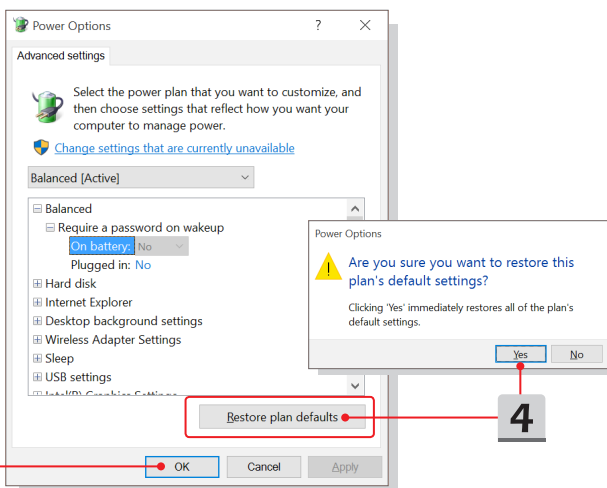 Power Options
?
Advanced settings
Select the power plan that you want to customize, and
then choose settings that reflect how you want your
computer to manage power.
Change settings that are currently unavailable
Balanced [Active]
Balanced
Require a password on wakeup
On battery: No
Plugged in: No
Hard disk
Internet Explorer
Desktop background settings
Wireless Adapter Settings
Sleep
USB settings
Intel(R) Graphics Settings
Restore plan defaults
OK Cancel Apply
Power Options
Are you sure you want to restore this
plan's default settings?
Clicking 'Yes' immediately restores all of the plan's
default settings.
Yes No
4